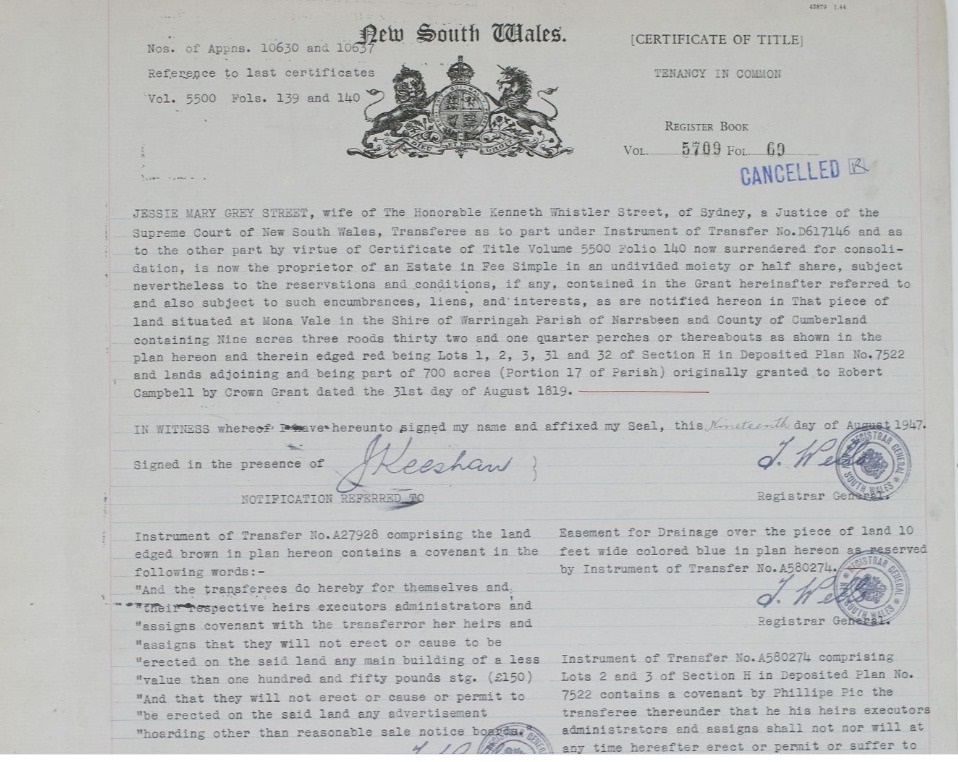 43879 1.44
Nos. of Appns. 10630 and 10637
Reference to last certificates
Vol. 5500 Fols. 139 and 140
New South Wales.
[CERTIFICATE OF TITLE]
TENANCY IN COMMON
REGISTER BOOK
VOL. 5709 FOL. 69
CANCELLED
JESSIE MARY GREY STREET, wife of The Honorable Kenneth Whistler Street, of Sydney, a Justice of the
Supreme Court of New South Wales, Transferee as to part under Instrument of Transfer No.D617146 and as
to the other part by virtue of Certificate of Title Volume 5500 Folio 140 now surrendered for consoli-
dation, is now the proprietor of an Estate in Fee Simple in an undivided moiety or half share, subject
nevertheless to the reservations and conditions, if any, contained in the Grant hereinafter referred to
and also subject to such encumbrances, liens, and interests, as are notified hereon in That piece of
land situated at Mona Vale in the Shire of Warringah Parish of Narrabeen and County of Cumberland
containing Nine acres three roods thirty two and one quarter perches or thereabouts as shown in the
plan hereon and therein edged red being Lots 1, 2, 3, 31 and 32 of Section H in Deposited Plan No.7522
and lands adjoining and being part of 700 acres (Portion 17 of Parish) originally granted to Robert
Campbell by Crown Grant dated the 31st day of August 1819.
IN WITNESS whereof I have hereunto signed my name and affixed my Seal, this Nineteenth day of August 1947.
Signed in the presence of J Keeshaw
Registrar General.
NOTIFICATION REFERRED TO
Instrument of Transfer No.A27928 comprising the land
edged brown in plan hereon contains a covenant in the
following words:-
"And the transferees do hereby for themselves and
"their respective heirs executors administrators and
"assigns covenant with the transferror her heirs and
"assigns that they will not erect or cause to be
"erected on the said land any main building of a less
"value than one hundred and fifty pounds stg. (£150)
"And that they will not erect or cause or permit to
"be erected on the said land any advertisement
"hoarding other than reasonable sale notice boards.
Easement for Drainage over the piece of land 10
feet wide colored blue in plan hereon as reserved
by Instrument of Transfer No.A580274.
REGISTRAR GENERAL
SOUTH WALES
Registrar General.
Instrument of Transfer No.A580274 comprising
Lots 2 and 3 of Section H in Deposited Plan No.
7522 contains a covenant by Phillipe Pic the
transferee thereunder that he his heirs executors
administrators and assigns shall not nor will at
any time hereafter erect or permit or suffer to